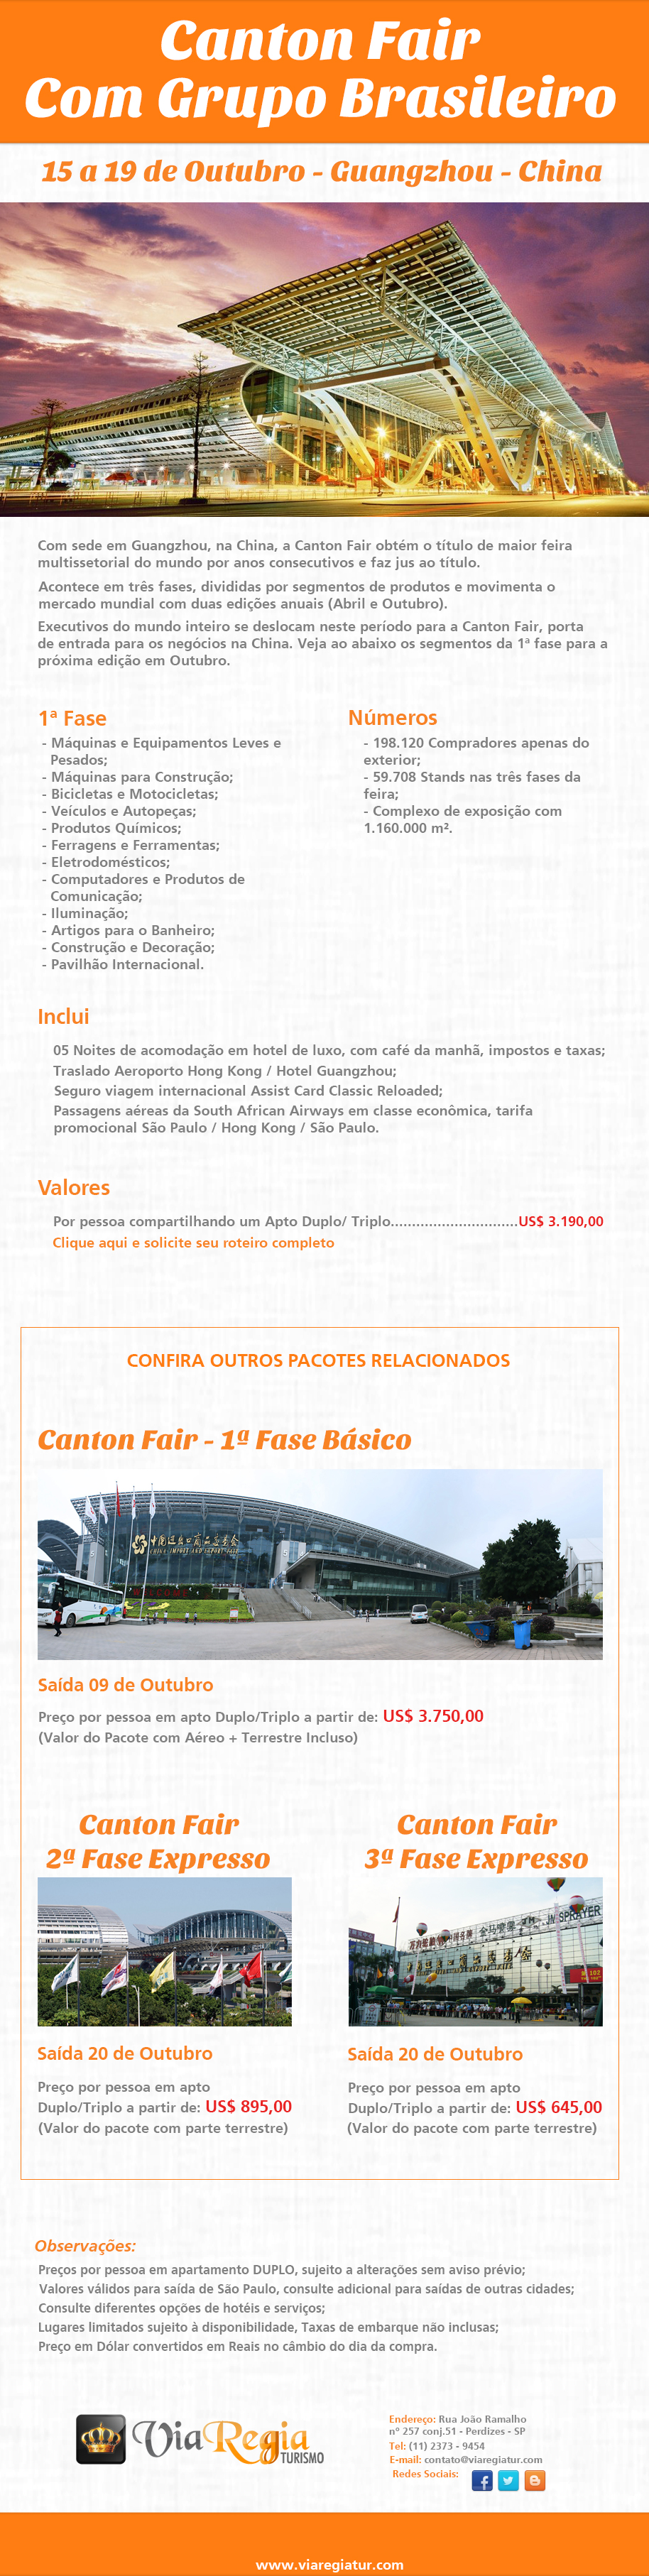 Canton Fair
Com Grupo Brasileiro
15 a 19 de Outubro - Guangzhou - China
Com sede em Guangzhou, na China, a Canton Fair obtém o título de maior feira
multissetorial do mundo por anos consecutivos e faz jus ao título.
Acontece em três fases, divididas por segmentos de produtos e movimenta o
mercado mundial com duas edições anuais (Abril e Outubro).
Executivos do mundo inteiro se deslocam neste período para a Canton Fair, porta
de entrada para os negócios na China. Veja ao abaixo os segmentos da 1ª fase para a
próxima edição em Outubro.
1ª Fase
- Máquinas e Equipamentos Leves e
Pesados;
- Máquinas para Construção;
- Bicicletas e Motocicletas;
- Veículos e Autopeças;
- Produtos Químicos;
- Ferragens e Ferramentas;
- Eletrodomésticos;
- Computadores e Produtos de
Comunicação;
- Iluminação;
- Artigos para o Banheiro;
- Construção e Decoração;
- Pavilhão Internacional.
Números
- 198.120 Compradores apenas do
exterior;
- 59.708 Stands nas três fases da
feira;
- Complexo de exposição com
1.160.000 m².
Inclui
05 Noites de acomodação em hotel de luxo, com café da manhã, impostos e taxas;
Traslado Aeroporto Hong Kong / Hotel Guangzhou;
Seguro viagem internacional Assist Card Classic Reloaded;
Passagens aéreas da South African Airways em classe econômica, tarifa
promocional São Paulo / Hong Kong / São Paulo.
Valores
Por pessoa compartilhando um Apto Duplo/ Triplo..............................US$ 3.190,00
Clique aqui e solicite seu roteiro completo
CONFIRA OUTROS PACOTES RELACIONADOS
Canton Fair - 1ª Fase Básico
中国进出口商品交易会
CHINA IMPORT AND EXPORT FAIR
Saída 09 de Outubro
Preço por pessoa em apto Duplo/Triplo a partir de: US$ 3.750,00
(Valor do Pacote com Aéreo + Terrestre Incluso)
Canton Fair
2ª Fase Expresso
Saída 20 de Outubro
Preço por pessoa em apto
Duplo/Triplo a partir de: US$ 895,00
(Valor do pacote com parte terrestre)
Canton Fair
3ª Fase Expresso
SPRAYER
Saída 20 de Outubro
Preço por pessoa em apto
Duplo/Triplo a partir de: US$ 645,00
(Valor do pacote com parte terrestre)
Observações:
Preços por pessoa em apartamento DUPLO, sujeito a alterações sem aviso prévio;
Valores válidos para saída de São Paulo, consulte adicional para saídas de outras cidades;
Consulte diferentes opções de hotéis e serviços;
Lugares limitados sujeito à disponibilidade, Taxas de embarque não inclusas;
Preço em Dólar convertidos em Reais no câmbio do dia da compra.
ViaRegia
TURISMO
Endereço: Rua João Ramalho
nº 257 conj.51 - Perdizes - SP
Tel: (11) 2373 - 9454
E-mail: contato@viaregiatur.com
Redes Sociais:
www.viaregiatur.com